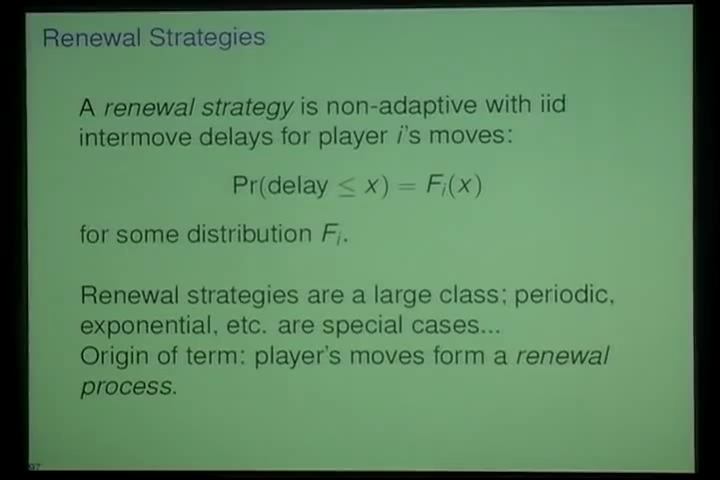 Renewal Strategies
A renewal strategy is non-adaptive with iid
intermove delays for player i's moves:
Pr(delay ≤ x) = Fᵢ(x)
for some distribution Fᵢ.
Renewal strategies are a large class; periodic,
exponential, etc. are special cases...
Origin of term: player's moves form a renewal
process.
97